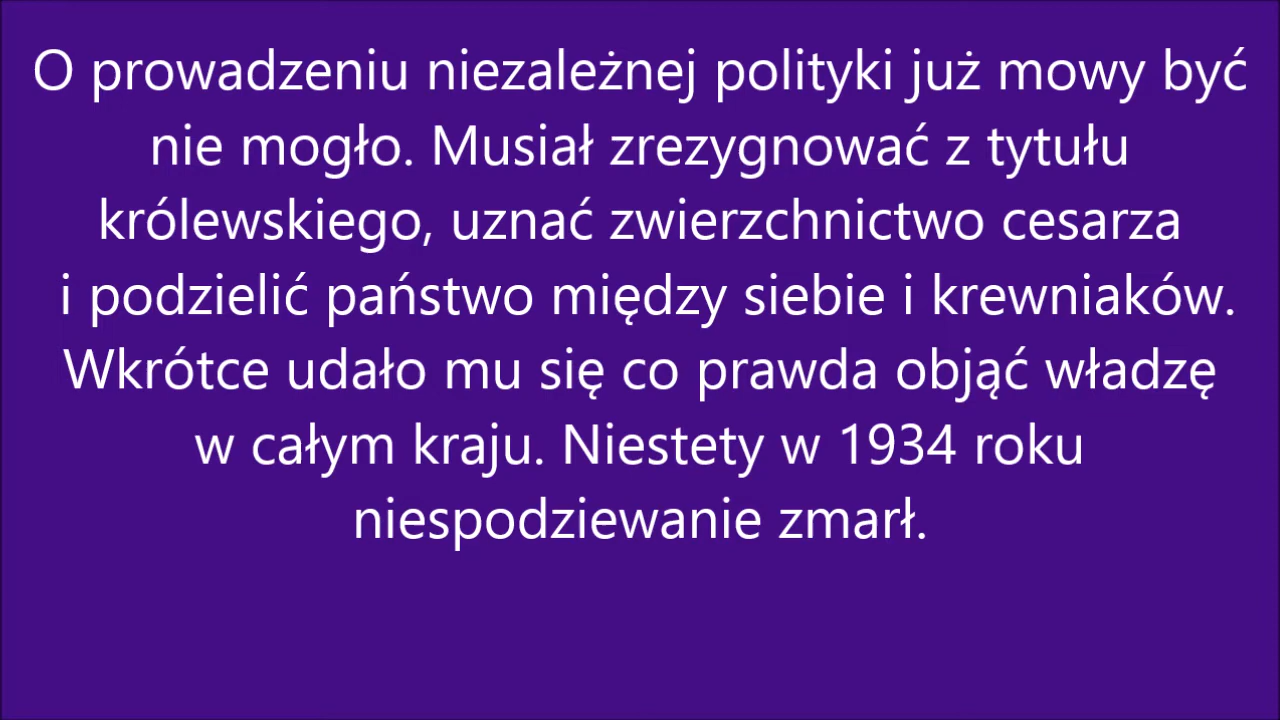 O prowadzeniu niezależnej polityki już mowy być
nie mogło. Musiał zrezygnować z tytułu
królewskiego, uznać zwierzchnictwo cesarza
i podzielić państwo między siebie i krewniaków.
Wkrótce udało mu się co prawda objąć władzę
w całym kraju. Niestety w 1934 roku
niespodziewanie zmarł.